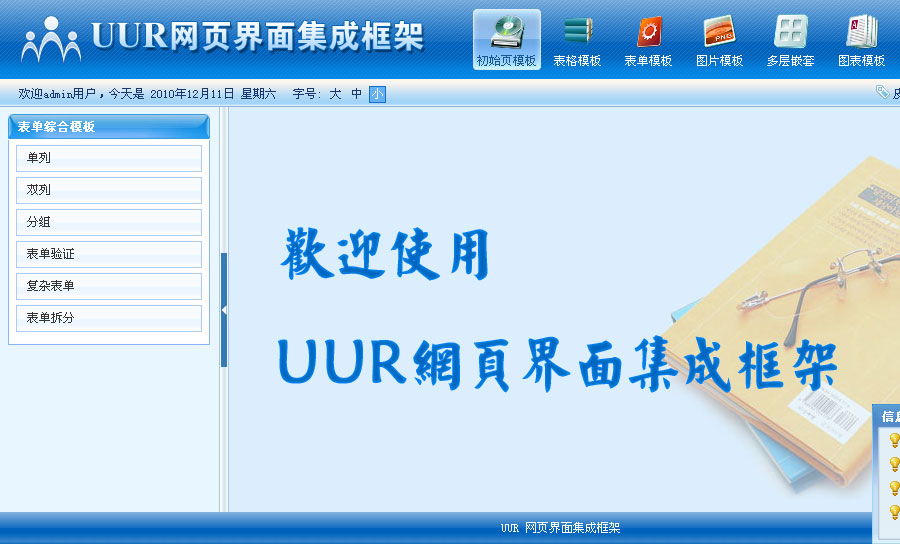 UUR网页界面集成框架
初始页模板 表格模板 表单模板 图片模板 多层嵌套 图表模板
PNG
欢迎admin用户，今天是 2010年12月11日 星期六 字号: 大 中 小
表单综合模板
单列
双列
分组
表单验证
复杂表单
表单拆分
歡迎使用
UUR網頁界面集成框架
信息
UUR 网页界面集成框架